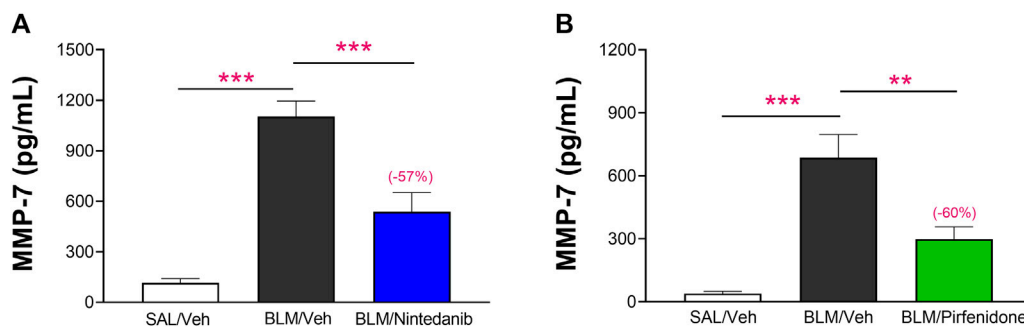 A
MMP-7 (pg/mL)
1500
1200
900
600
300
0
***
***
(-57%)
SAL/Veh
BLM/Veh
BLM/Nintedanib
B
MMP-7 (pg/mL)
1200
900
600
300
0
***
**
(-60%)
SAL/Veh
BLM/Veh
BLM/Pirfenidone